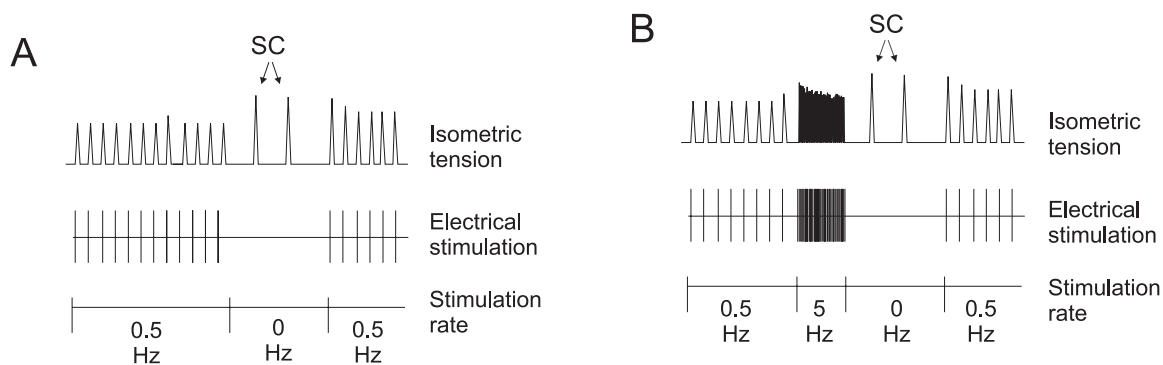 A
SC
Isometric
tension
Electrical
stimulation
Stimulation
rate
0.5
Hz
0
Hz
0.5
Hz
B
SC
Isometric
tension
Electrical
stimulation
Stimulation
rate
0.5
Hz
5
Hz
0
Hz
0.5
Hz